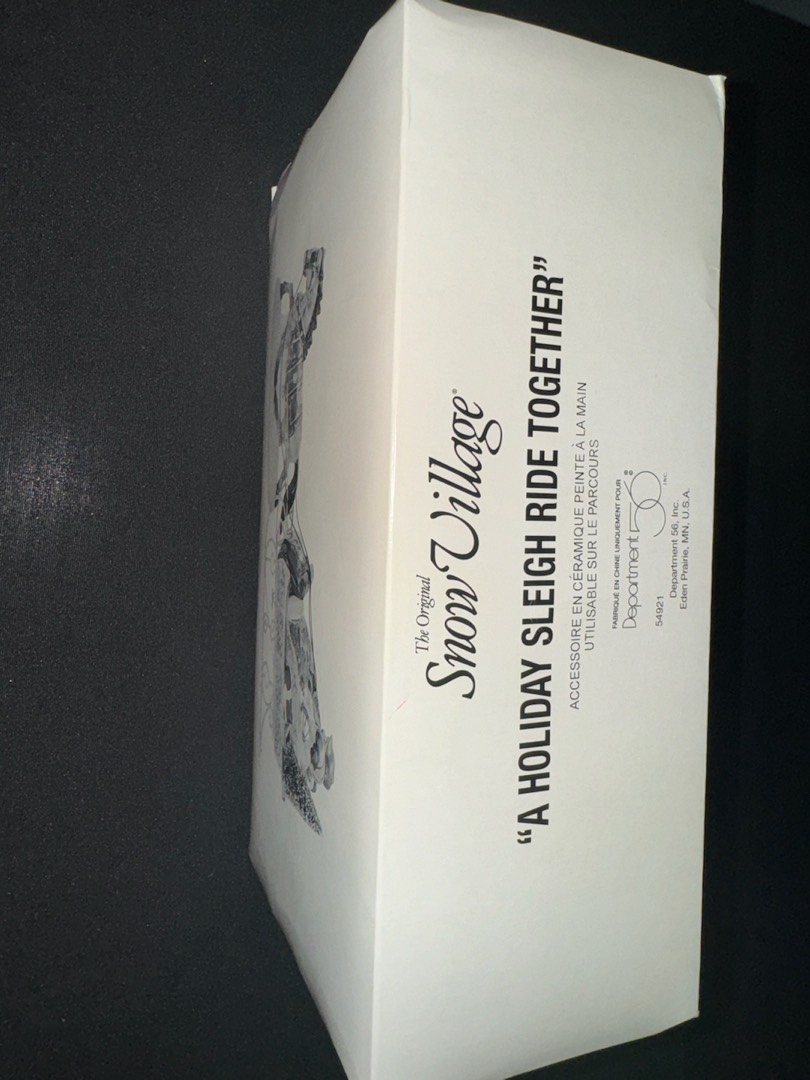 The Original
Snow Village®
“A HOLIDAY SLEIGH RIDE TOGETHER”
ACCESSOIRE EN CÉRAMIQUE PEINTE À LA MAIN
UTILISABLE SUR LE PARCOURS
FABRIQUÉ EN CHINE UNIQUEMENT POUR
Department 56® INC.
54921
Department 56, Inc.
Eden Prairie, MN, U.S.A.